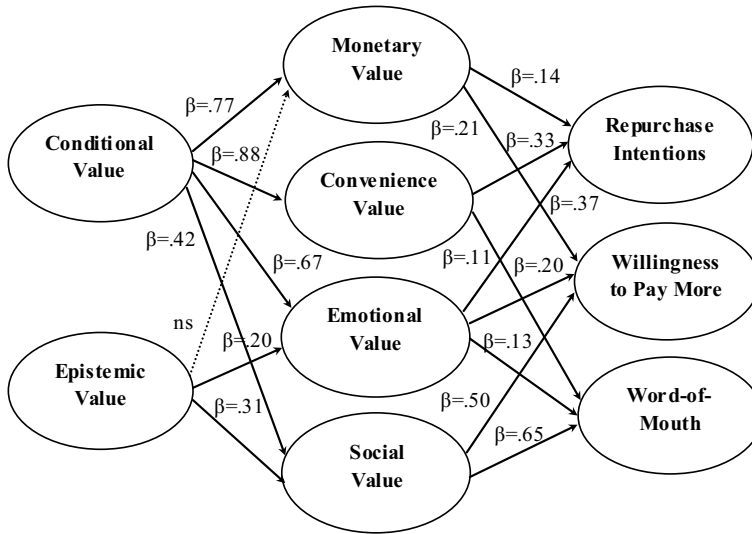 Monetary
Value
β=.14
β=.77
β=.21
Conditional
Value
Repurchase
Intentions
β=.33
β=.88
Convenience
Value
β=.37
β=.42
β=.67
β=.11
β=.20
Willingness
to Pay More
ns
Emotional
Value
β=.20
β=.13
Epistemic
Value
β=.31
β=.50
Word-of-
Mouth
β=.65
Social
Value